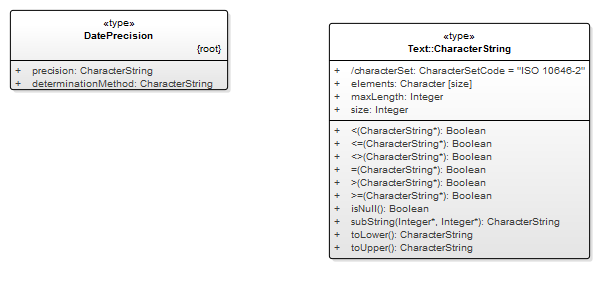 «type»
DatePrecision
{root}
+ precision: CharacterString
+ determinationMethod: CharacterString
«type»
Text::CharacterString
+ /characterSet: CharacterSetCode = "ISO 10646-2"
+ elements: Character [size]
+ maxLength: Integer
+ size: Integer
+ <(CharacterString*): Boolean
+ <=(CharacterString*): Boolean
+ <>(CharacterString*): Boolean
+ =(CharacterString*): Boolean
+ >(CharacterString*): Boolean
+ >=(CharacterString*): Boolean
+ isNull(): Boolean
+ subString(Integer*, Integer*): CharacterString
+ toLower(): CharacterString
+ toUpper(): CharacterString